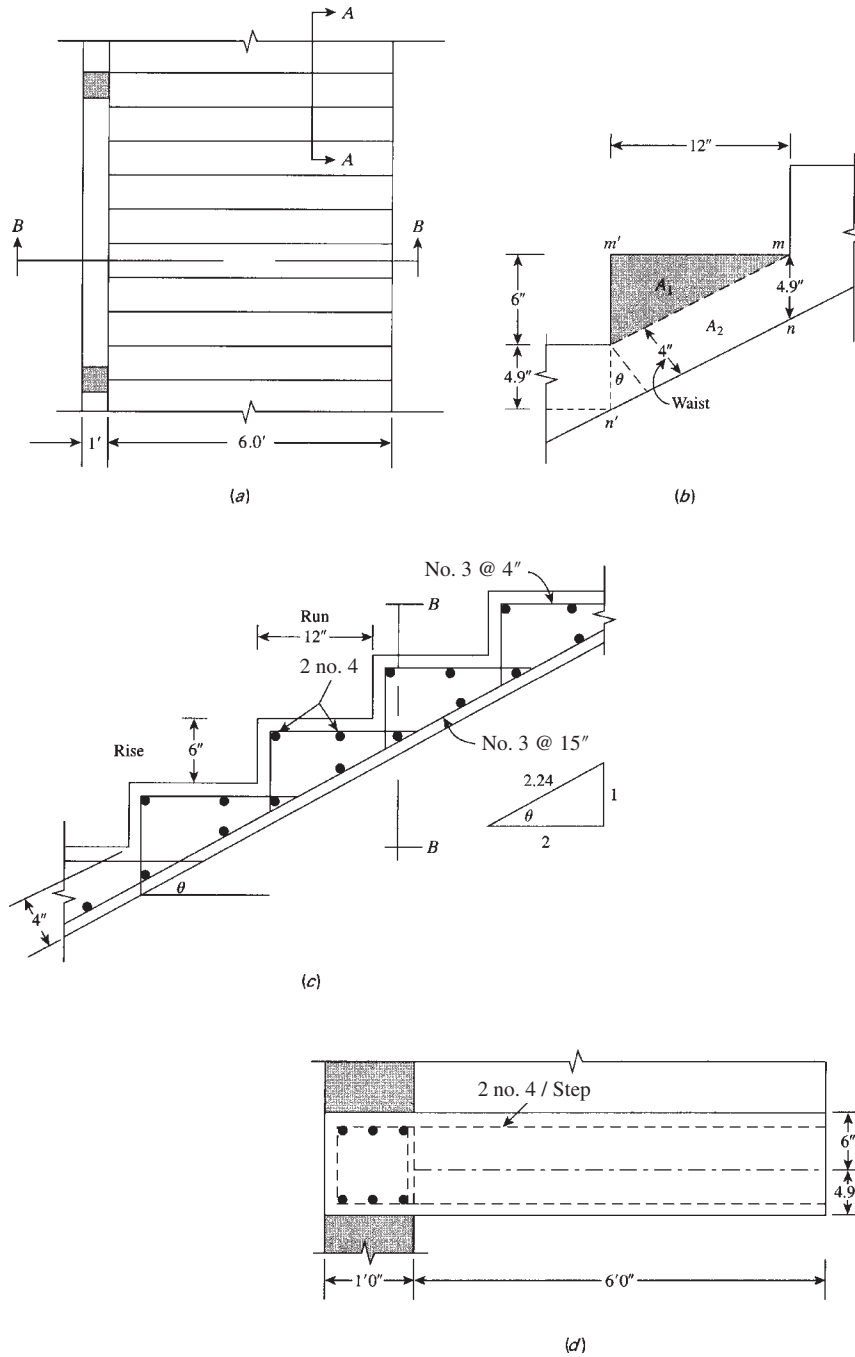 A
A
B
B
1'
6.0'
(a)
12"
m'
m
6"
A1
4.9"
A2
n
4"
4.9"
θ
Waist
n'
(b)
No. 3 @ 4"
B
Run
12"
2 no. 4
Rise
6"
No. 3 @ 15"
2.24
1
θ
2
B
θ
4"
(c)
2 no. 4 / Step
6"
4.9
1'0"
6'0"
(d)